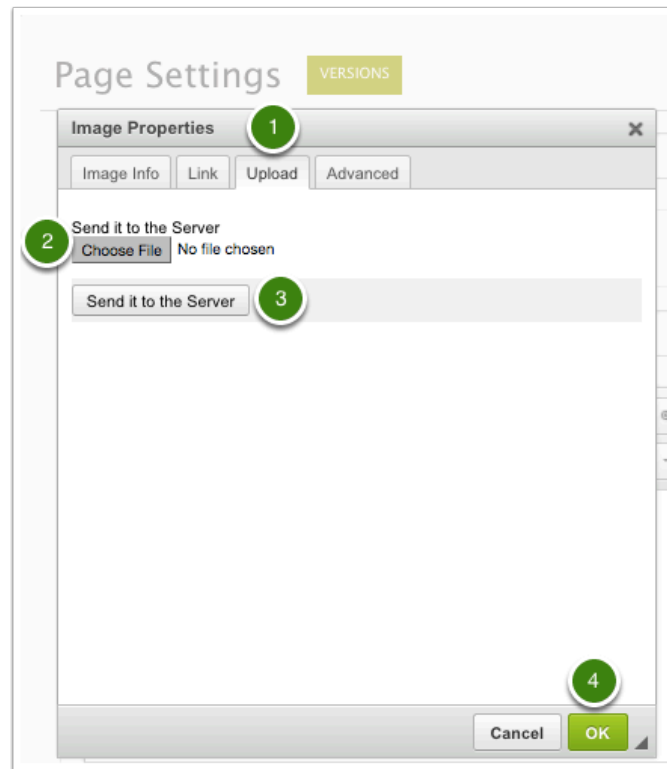 Page Settings VERSIONS
Image Properties 1
Image Info Link Upload Advanced
Send it to the Server
2 Choose File No file chosen
Send it to the Server 3
4
Cancel OK